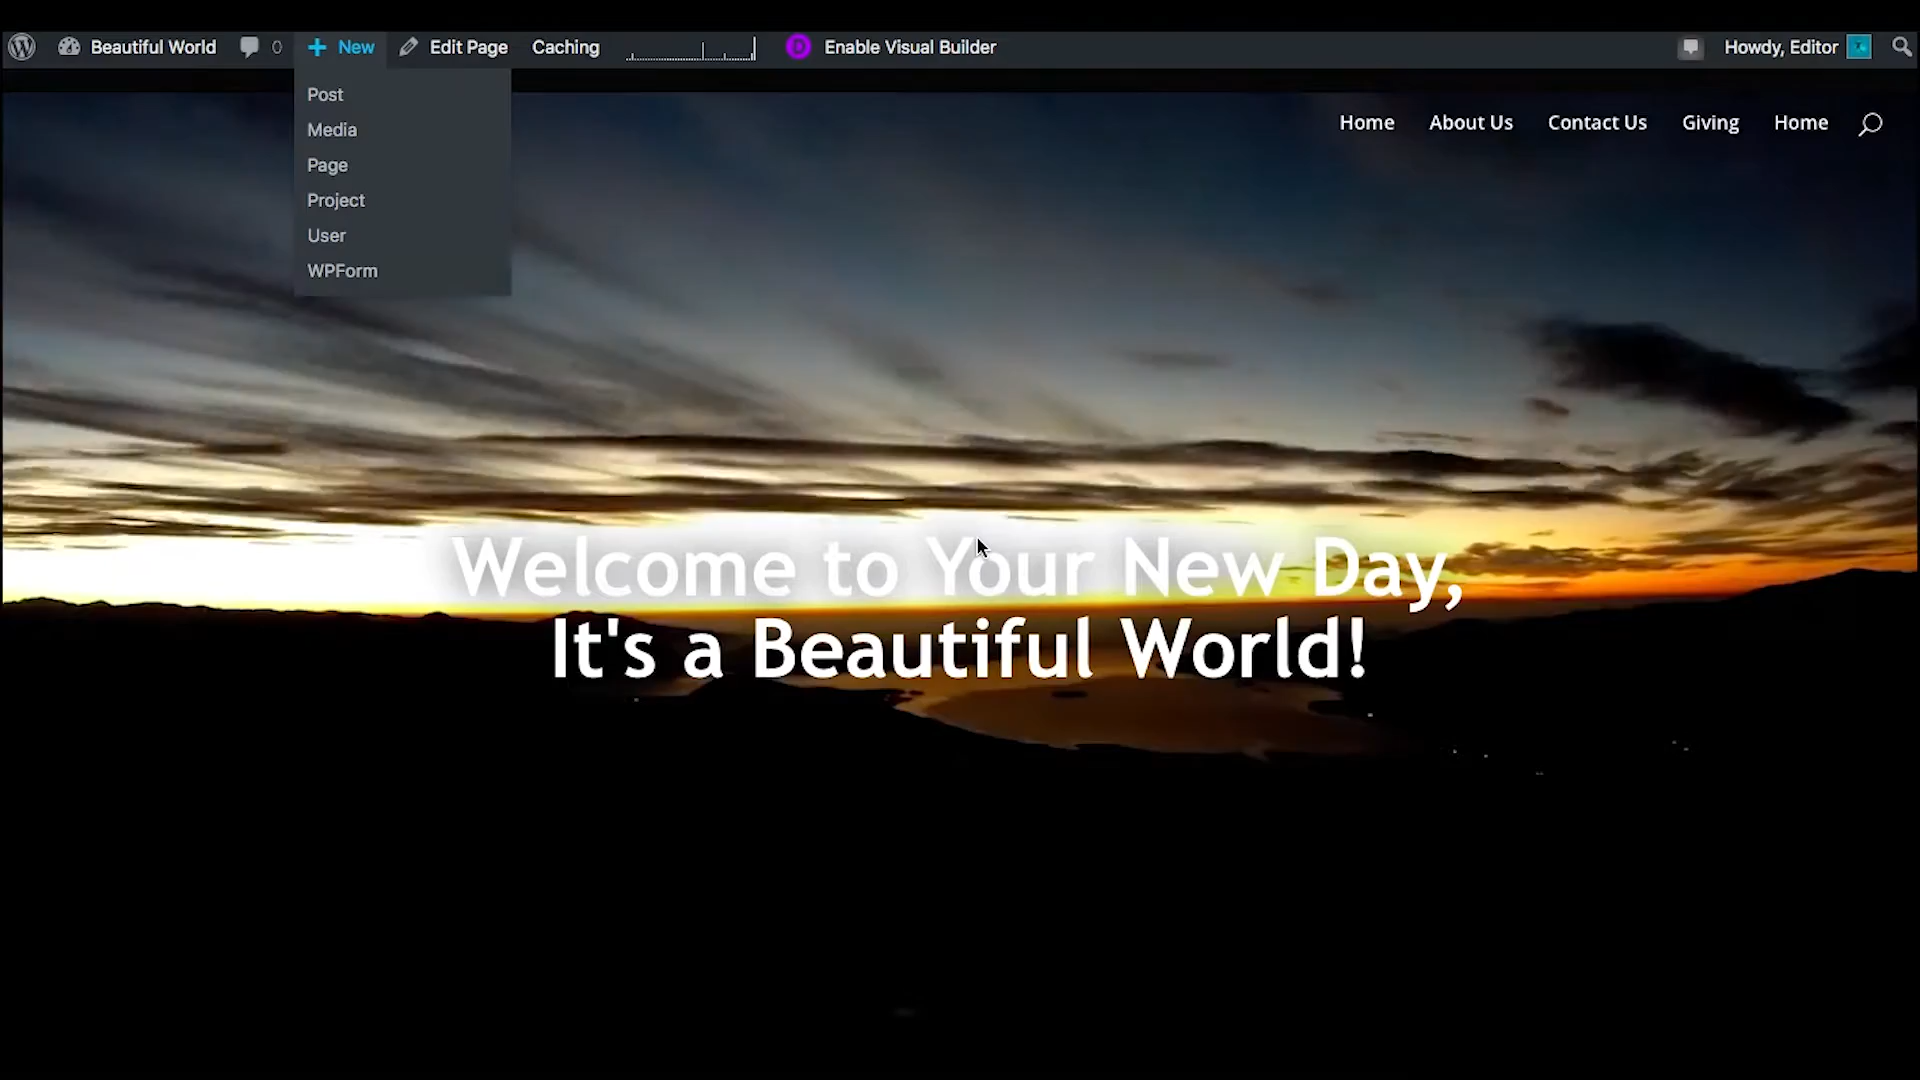 Beautiful World 0 New Edit Page Caching Enable Visual Builder Howdy, Editor
Post
Media
Page
Project
User
WPForm
Home About Us Contact Us Giving Home
Welcome to Your New Day,
It's a Beautiful World!